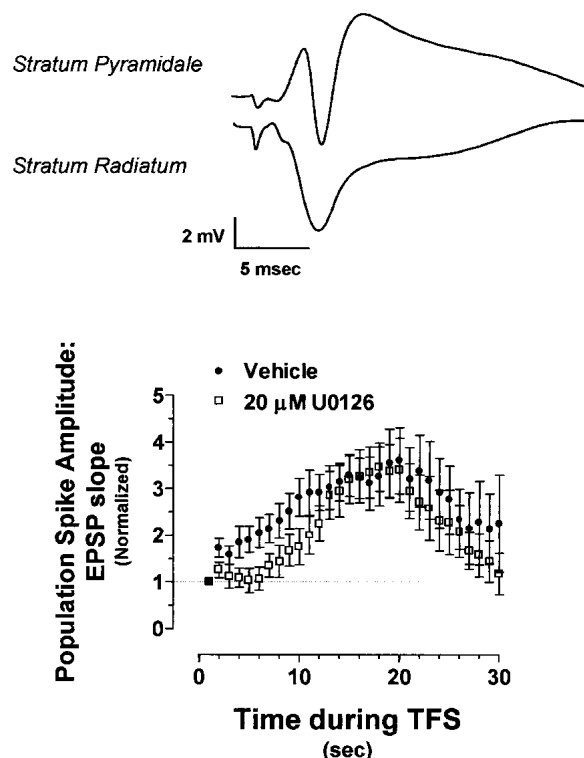 Stratum Pyramidale
Stratum Radiatum
2 mV
5 msec
Vehicle
20 μM U0126
Population Spike Amplitude:
EPSP slope
(Normalized)
5
4
3
2
1
0
0 10 20 30
Time during TFS
(sec)